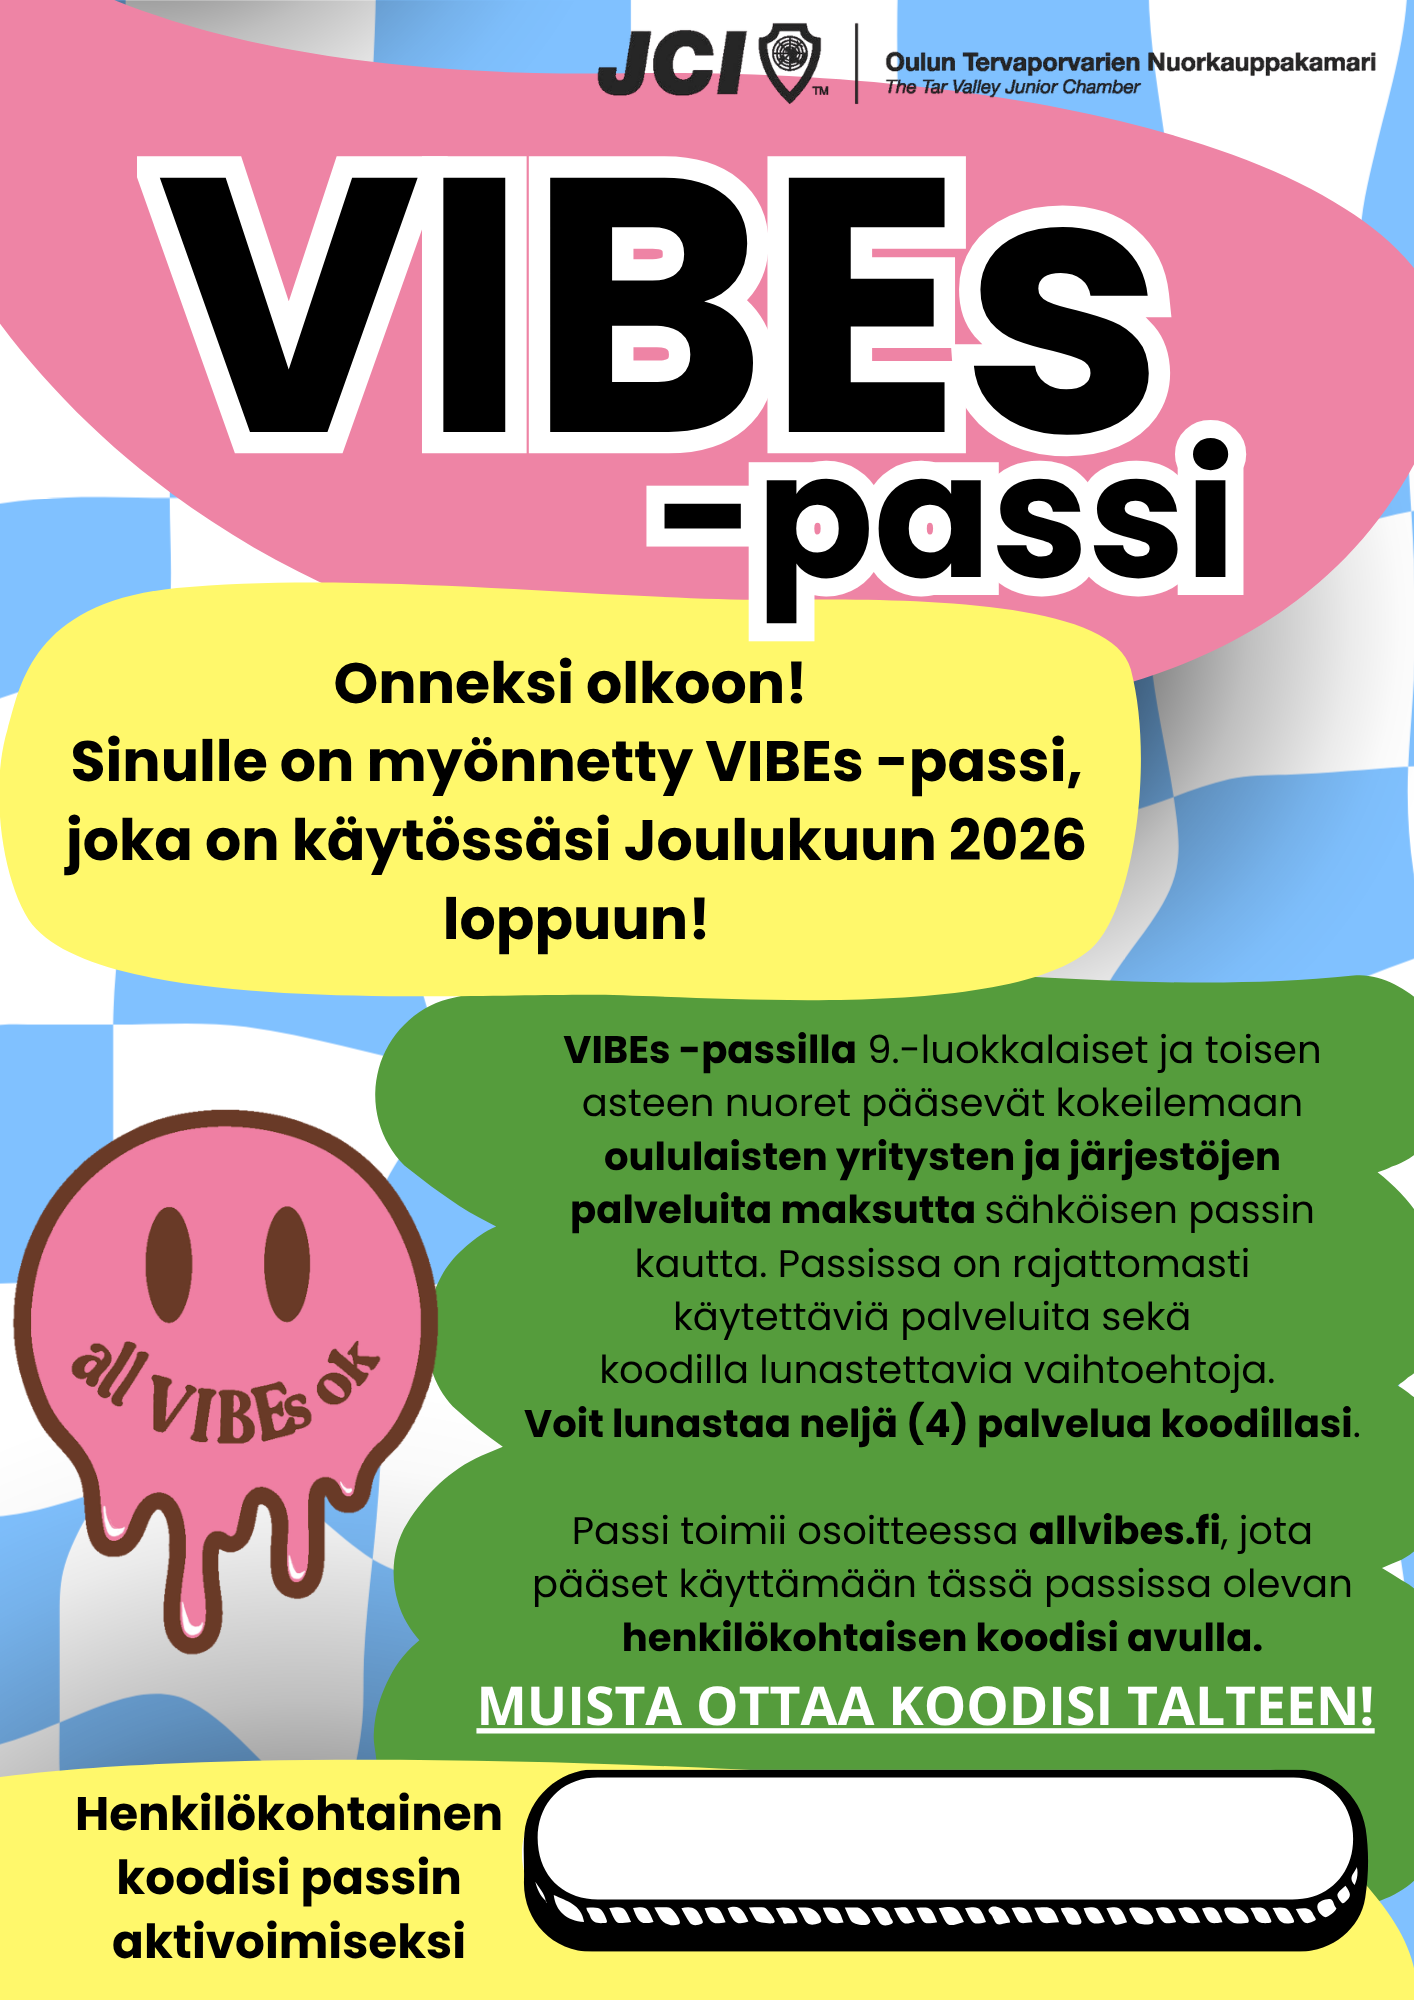 JCI TM
Oulun Tervaporvarien Nuorkauppakamari
The Tar Valley Junior Chamber
VIBEs
-passi
Onneksi olkoon!
Sinulle on myönnetty VIBEs -passi,
joka on käytössäsi Joulukuun 2026
loppuun!
VIBEs -passilla 9.-luokkalaiset ja toisen
asteen nuoret pääsevät kokeilemaan
oululaisten yritysten ja järjestöjen
palveluita maksutta sähköisen passin
kautta. Passissa on rajattomasti
käytettäviä palveluita sekä
koodilla lunastettavia vaihtoehtoja.
Voit lunastaa neljä (4) palvelua koodillasi.
all VIBEs ok
Passi toimii osoitteessa allvibes.fi, jota
pääset käyttämään tässä passissa olevan
henkilökohtaisen koodisi avulla.
MUISTA OTTAA KOODISI TALTEEN!
Henkilökohtainen
koodisi passin
aktivoimiseksi